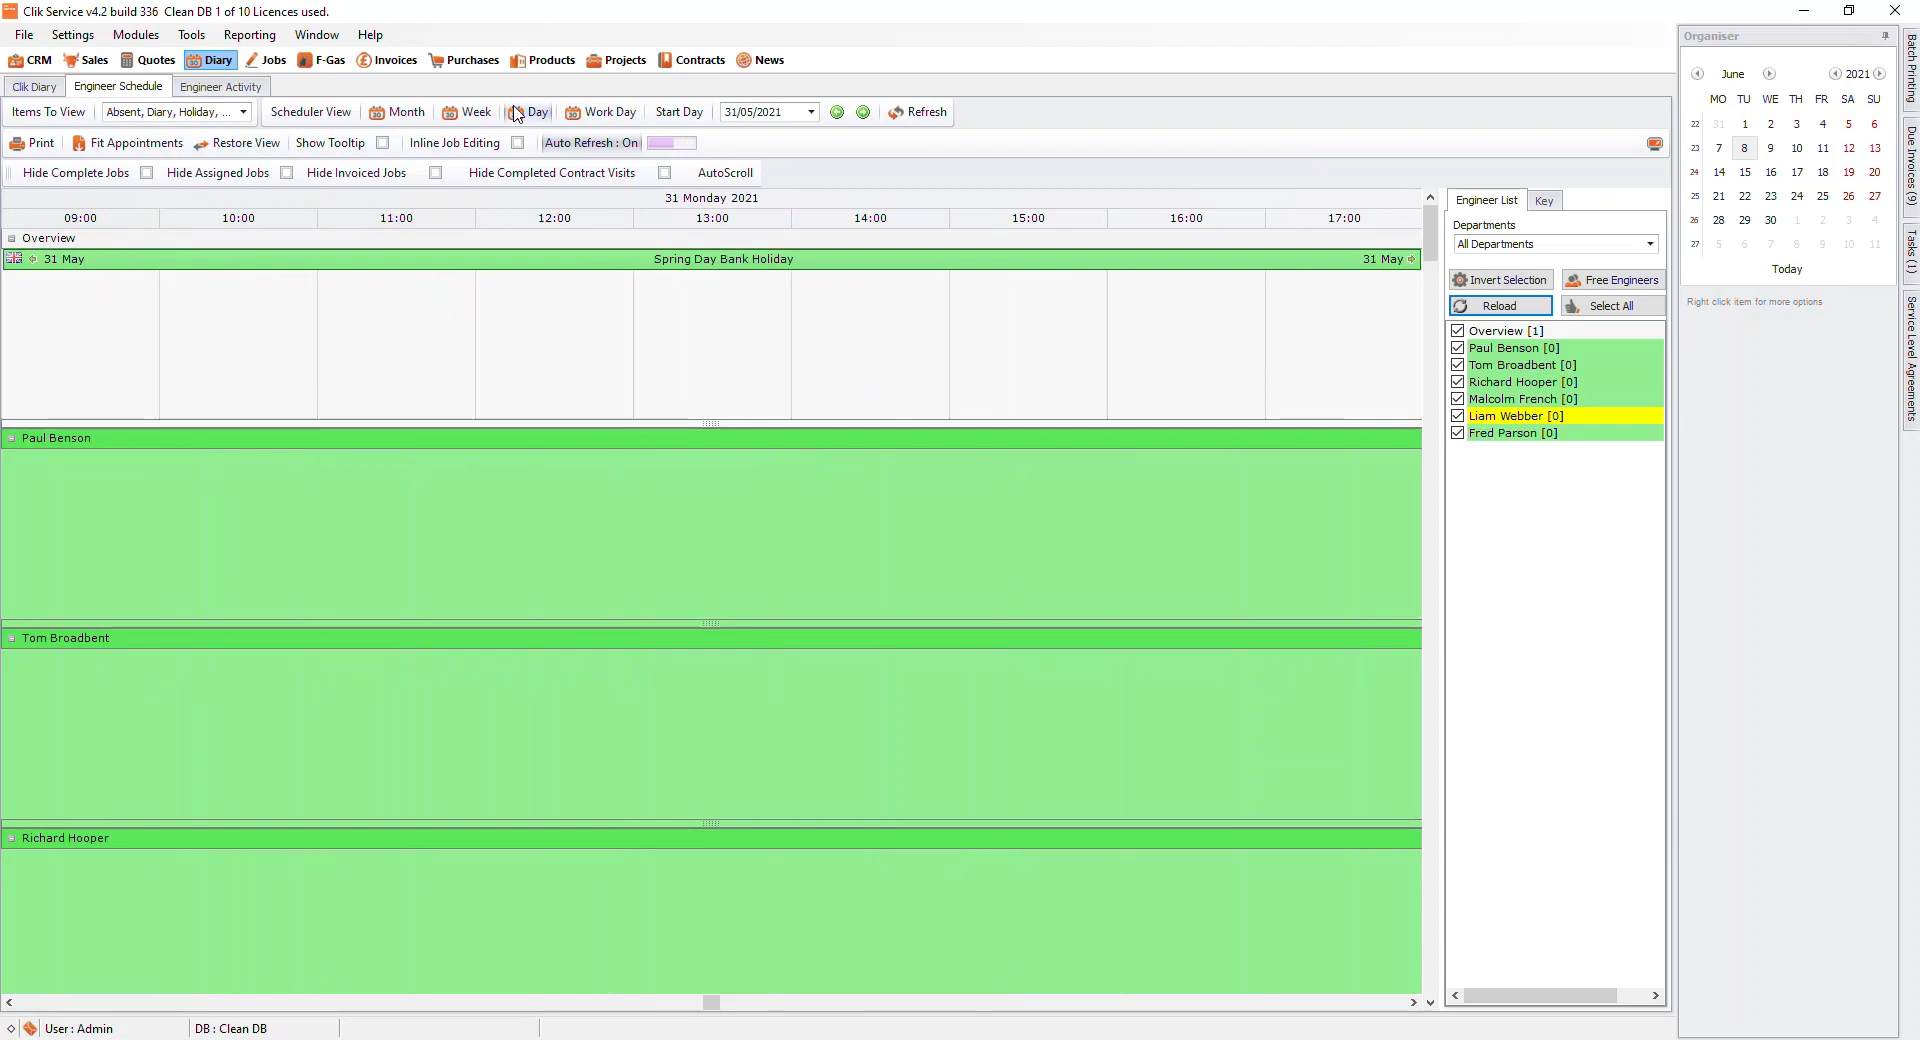 Clik Service v4.2 build 336 Clean DB 1 of 10 Licences used.
File Settings Modules Tools Reporting Window Help
CRM Sales Quotes Diary Jobs F-Gas Invoices Purchases Products Projects Contracts News
Clik Diary Engineer Schedule Engineer Activity
Items To View Absent, Diary, Holiday, ... Scheduler View Month Week Day Work Day Start Day 31/05/2021 Refresh
Print Fit Appointments Restore View Show Tooltip Inline Job Editing Auto Refresh : On
Hide Complete Jobs Hide Assigned Jobs Hide Invoiced Jobs Hide Completed Contract Visits AutoScroll
31 Monday 2021
09:00 10:00 11:00 12:00 13:00 14:00 15:00 16:00 17:00
Overview
31 May Spring Day Bank Holiday 31 May
Paul Benson
Tom Broadbent
Richard Hooper
Engineer List Key
Departments
All Departments
Invert Selection Free Engineers
Reload Select All
Overview [1]
Paul Benson [0]
Tom Broadbent [0]
Richard Hooper [0]
Malcolm French [0]
Liam Webber [0]
Fred Parson [0]
Organiser
June 2021
MO TU WE TH FR SA SU
22 31 1 2 3 4 5 6
23 7 8 9 10 11 12 13
24 14 15 16 17 18 19 20
25 21 22 23 24 25 26 27
26 28 29 30 1 2 3 4
27 5 6 7 8 9 10 11
Today
Right click item for more options
Batch Printing
Due Invoices (9)
Tasks (1)
Service Level Agreements
User : Admin DB : Clean DB